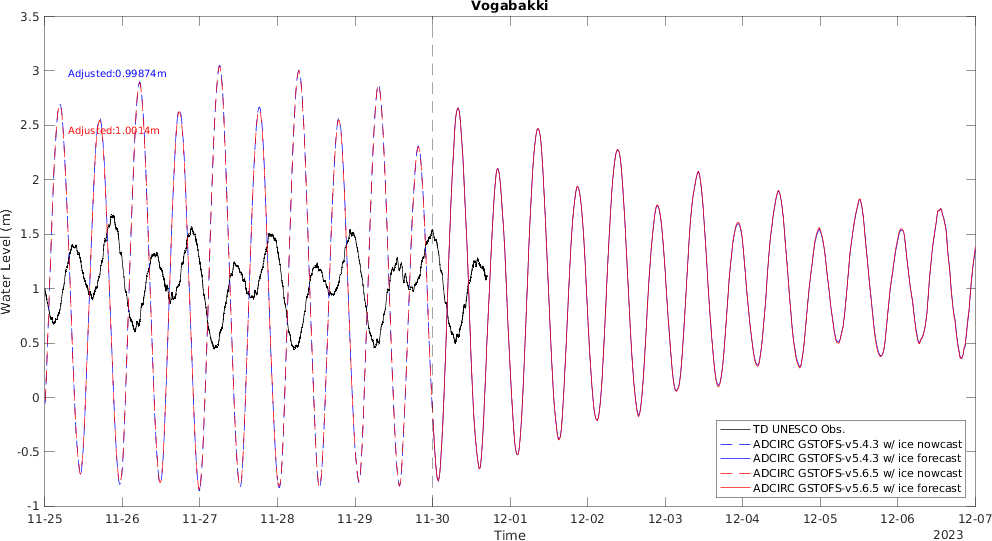 Vogabakki
3.5
3
2.5
2
1.5
1
0.5
0
-0.5
-1
Water Level (m)
Adjusted:0.99874m
Adjusted:1.0014m
TD UNESCO Obs.
ADCIRC GSTOFS-v5.4.3 w/ ice nowcast
ADCIRC GSTOFS-v5.4.3 w/ ice forecast
ADCIRC GSTOFS-v5.6.5 w/ ice nowcast
ADCIRC GSTOFS-v5.6.5 w/ ice forecast
11-25 11-26 11-27 11-28 11-29 11-30 12-01 12-02 12-03 12-04 12-05 12-06 12-07
Time
2023